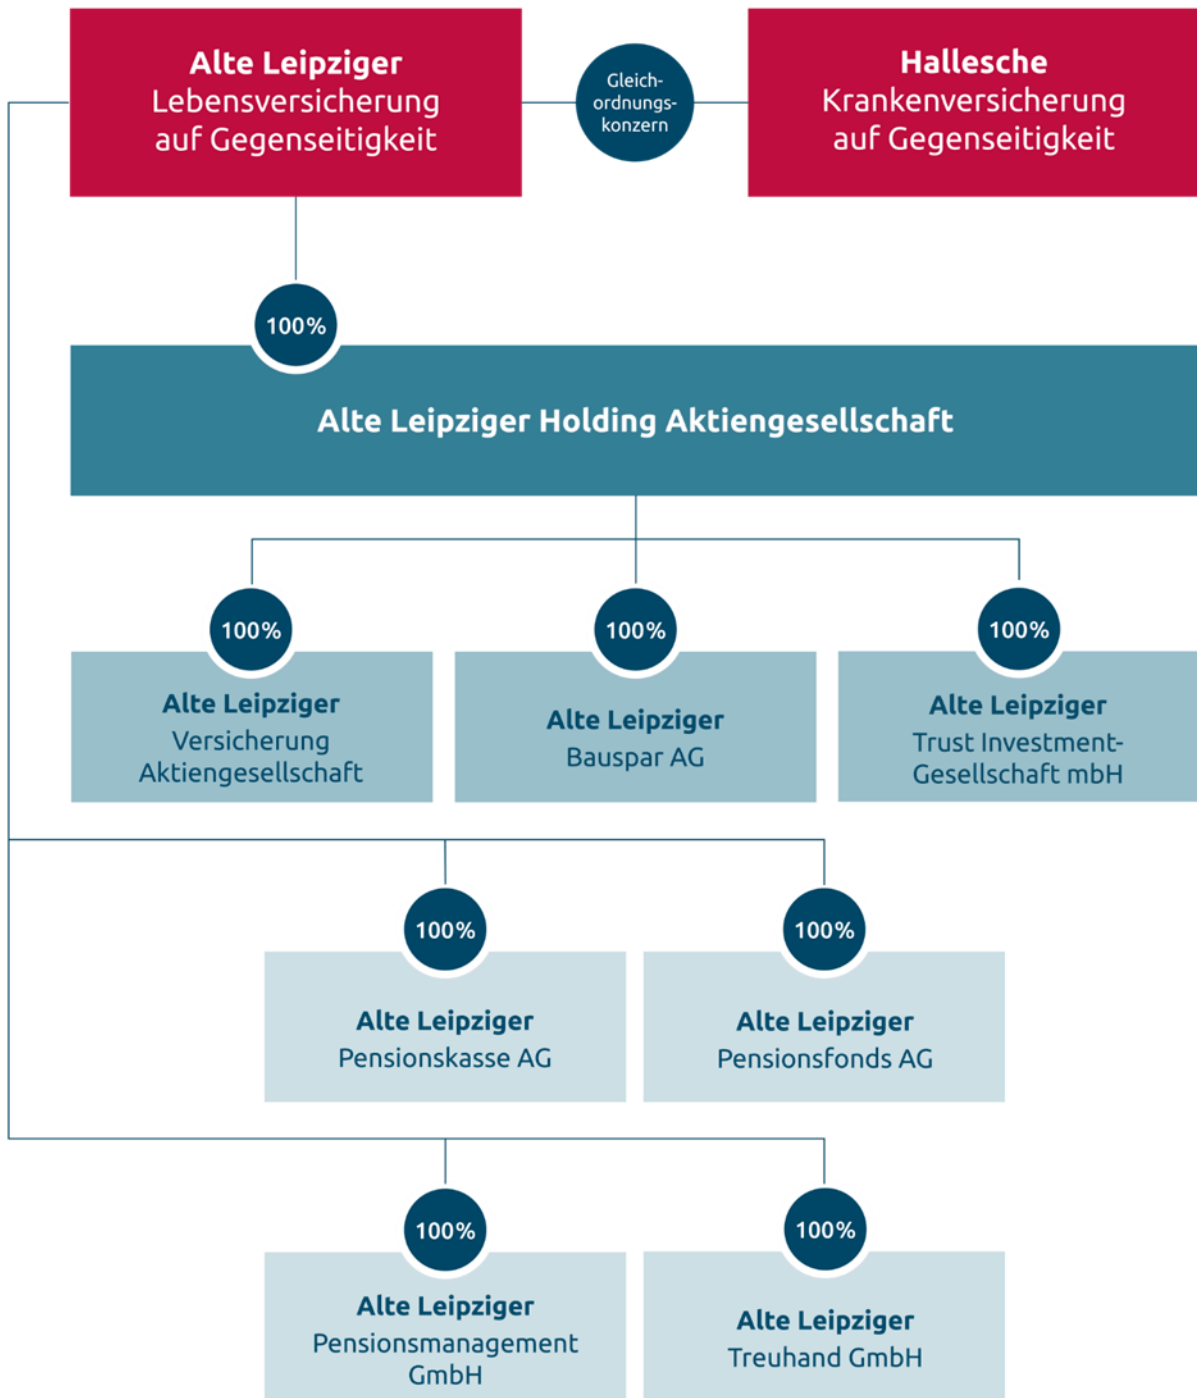 Alte Leipziger
Lebensversicherung
auf Gegenseitigkeit
Gleich-
ordnungs-
konzern
Hallesche
Krankenversicherung
auf Gegenseitigkeit
100%
Alte Leipziger Holding Aktiengesellschaft
100%
Alte Leipziger
Versicherung
Aktiengesellschaft
100%
Alte Leipziger
Bauspar AG
100%
Alte Leipziger
Trust Investment-
Gesellschaft mbH
100%
Alte Leipziger
Pensionskasse AG
100%
Alte Leipziger
Pensionsfonds AG
100%
Alte Leipziger
Pensionsmanagement
GmbH
100%
Alte Leipziger
Treuhand GmbH